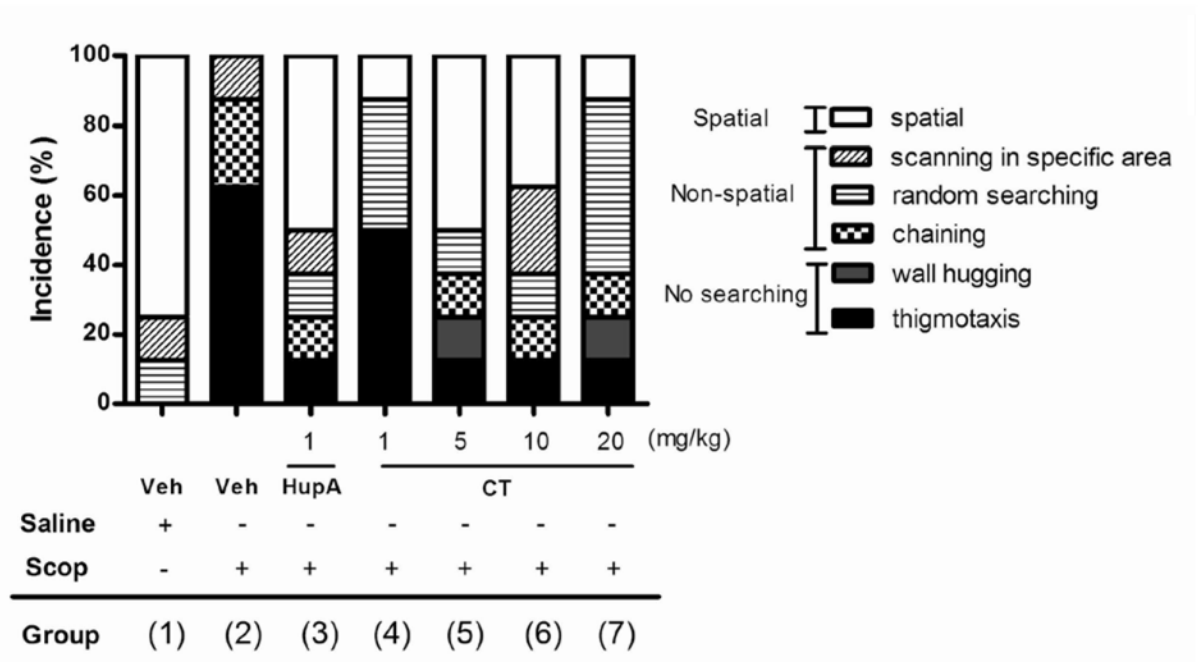 100
80
60
40
20
0
Incidence (%)
Spatial
spatial
scanning in specific area
Non-spatial
random searching
chaining
No searching
wall hugging
thigmotaxis
1 1 5 10 20 (mg/kg)
Veh Veh HupA CT
Saline + - - - - - -
Scop - + + + + + +
Group (1) (2) (3) (4) (5) (6) (7)